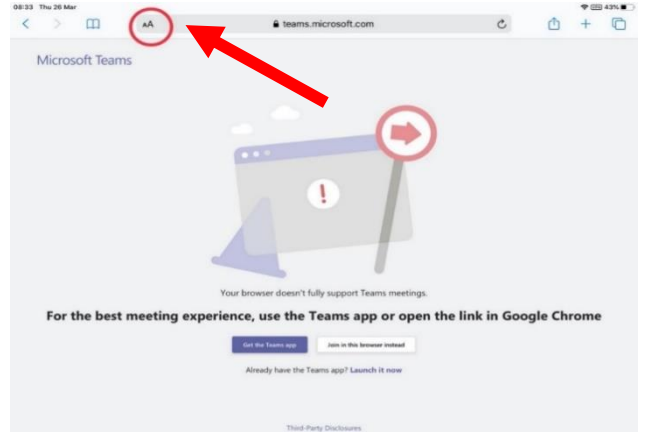 08:33 Thu 26 Mar 43%
AA teams.microsoft.com
Microsoft Teams
!
Your browser doesn't fully support Teams meetings.
For the best meeting experience, use the Teams app or open the link in Google Chrome
Get the Teams app Join in this browser instead
Already have the Teams app? Launch it now
Third-Party Disclosures